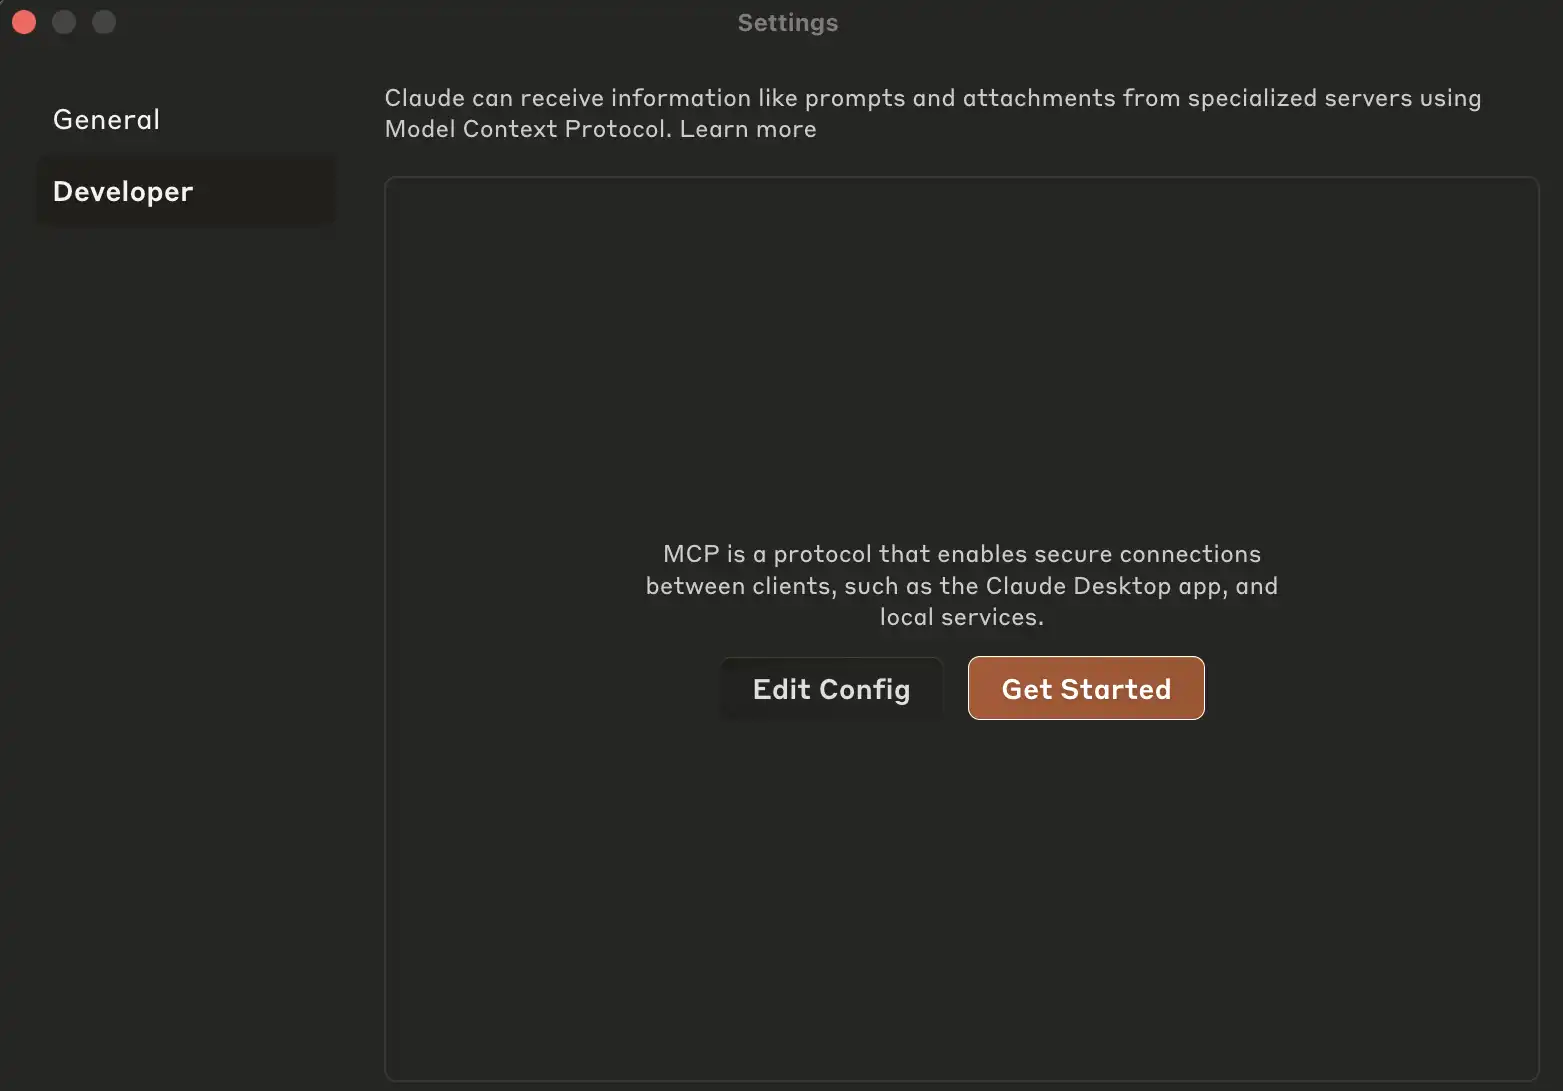 Settings
General
Developer
Claude can receive information like prompts and attachments from specialized servers using
Model Context Protocol. Learn more
MCP is a protocol that enables secure connections
between clients, such as the Claude Desktop app, and
local services.
Edit Config
Get Started